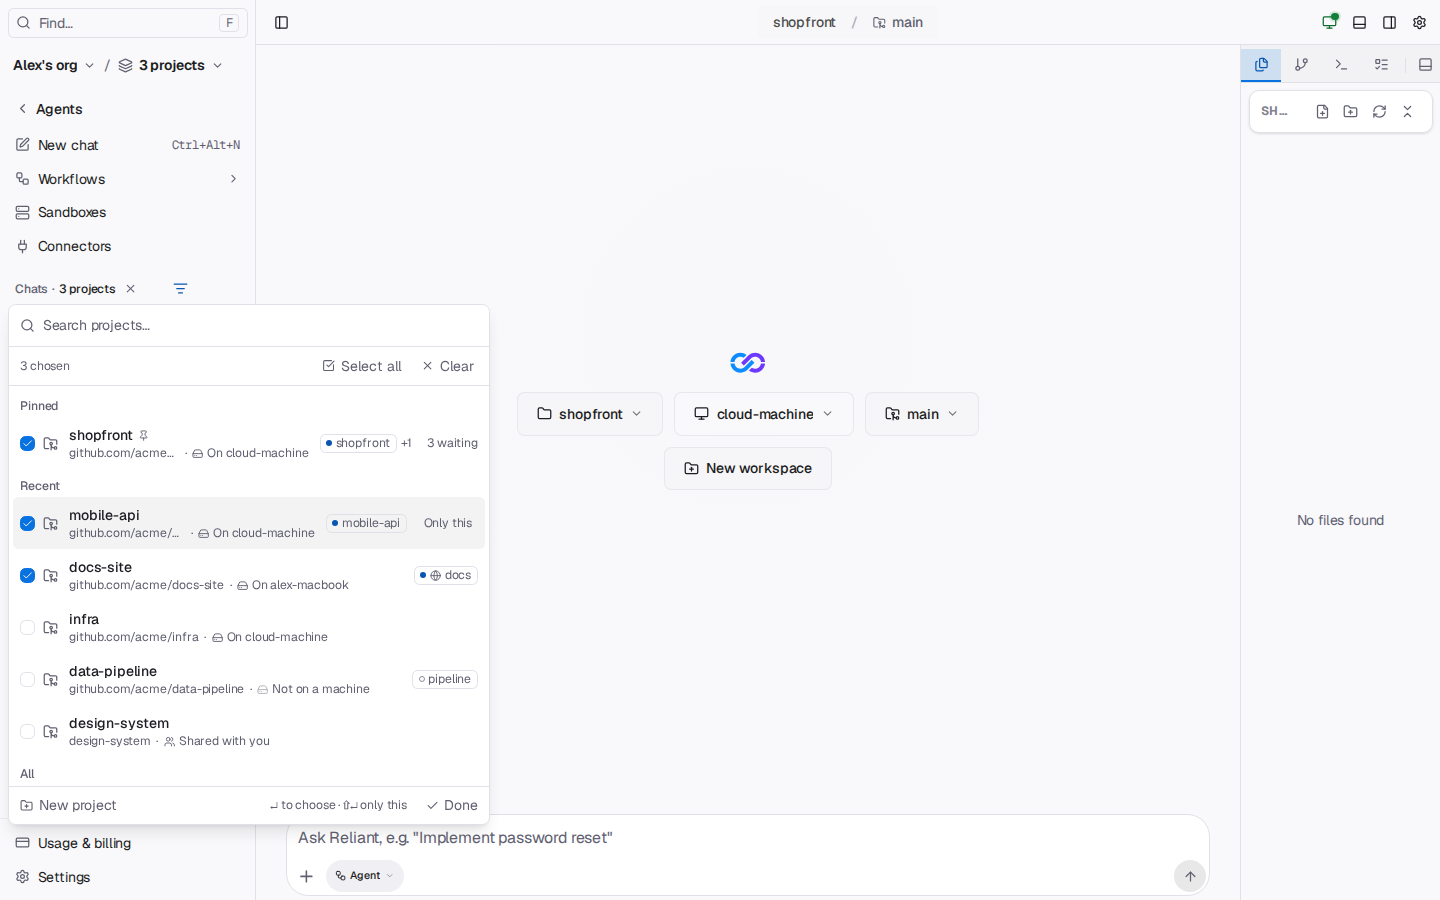 Find...
F
shopfront / main
Alex's org / 3 projects
Agents
New chat Ctrl+Alt+N
Workflows
Sandboxes
Connectors
Chats · 3 projects
SH...
Search projects...
3 chosen Select all Clear
Pinned
shopfront
github.com/acme... · On cloud-machine
shopfront +1 3 waiting
Recent
mobile-api
github.com/acme/... · On cloud-machine
mobile-api Only this
docs-site
github.com/acme/docs-site · On alex-macbook
docs
infra
github.com/acme/infra · On cloud-machine
data-pipeline
github.com/acme/data-pipeline · Not on a machine
pipeline
design-system
design-system · Shared with you
All
New project ↵ to choose · ⇧↵ only this Done
Usage & billing
Settings
shopfront cloud-machine main
New workspace
Ask Reliant, e.g. "Implement password reset"
Agent
No files found